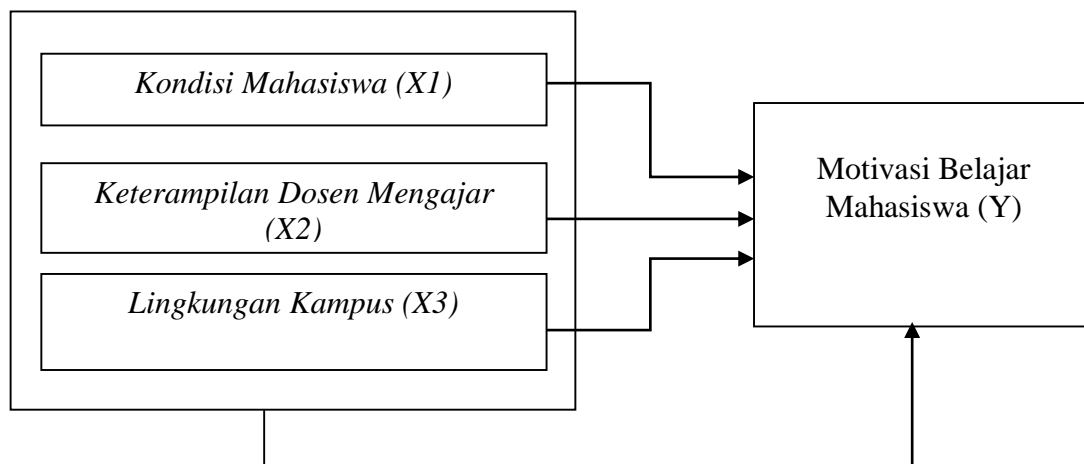 Kondisi Mahasiswa (X1)
Keterampilan Dosen Mengajar
(X2)
Lingkungan Kampus (X3)
Motivasi Belajar
Mahasiswa (Y)